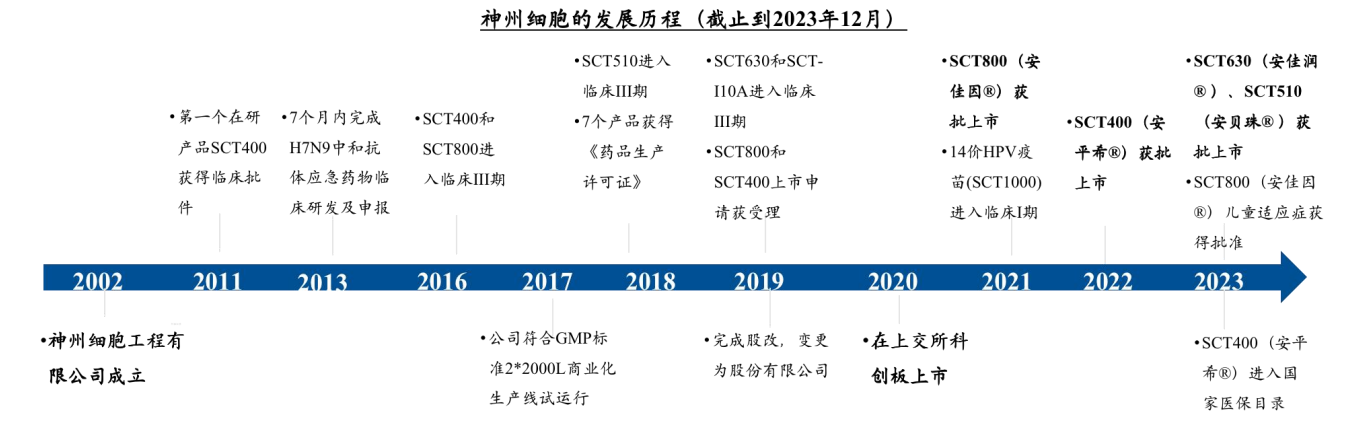 神州细胞的发展历程（截止到2023年12月）
•第一个在研
产品SCT400
获得临床批
件
•7个月内完成
H7N9中和抗
体应急药物临
床研发及申报
•SCT400和
SCT800进
入临床III期
•SCT510进入
临床III期
•7个产品获得
《药品生产
许可证》
•SCT630和SCT-
I10A进入临床
III期
•SCT800和
SCT400上市申
请获受理
•SCT800（安
佳因®）获
批上市
•14价HPV疫
苗(SCT1000)
进入临床I期
•SCT400（安
平希®）获批
上市
•SCT630（安佳润
®）、SCT510
（安贝珠®）获
批上市
•SCT800（安佳因
®）儿童适应症获
得批准
2002 2011 2013 2016 2017 2018 2019 2020 2021 2022 2023
•神州细胞工程有
限公司成立
•公司符合GMP标
准2*2000L商业化
生产线试运行
•完成股改，变更
为股份有限公司
•在上交所科
创板上市
•SCT400（安平
希®）进入国
家医保目录